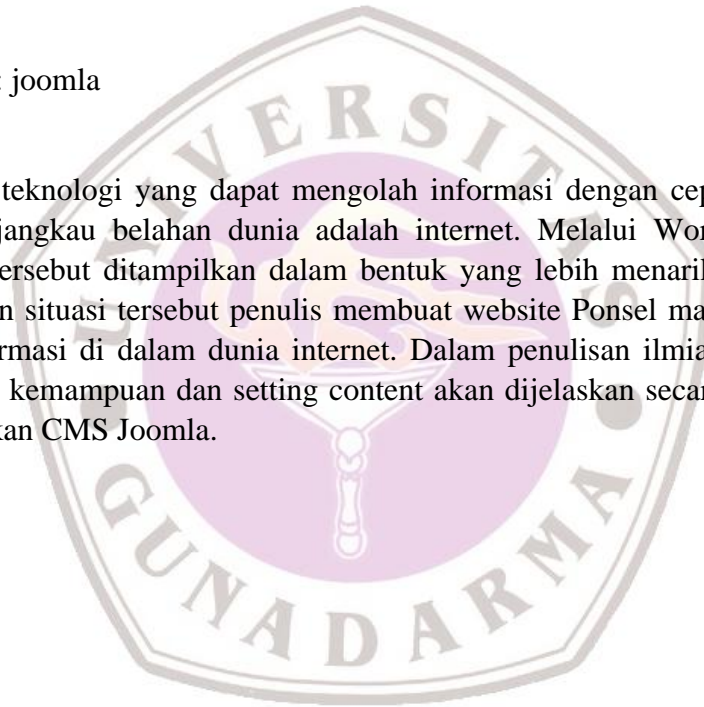 : joomla
teknologi yang dapat mengolah informasi dengan cep
jangkau belahan dunia adalah internet. Melalui Wor
ersebut ditampilkan dalam bentuk yang lebih menari
n situasi tersebut penulis membuat website Ponsel ma
rmasi di dalam dunia internet. Dalam penulisan ilmia
kemampuan dan setting content akan dijelaskan secar
kan CMS Joomla.
UNIVERSITAS
GUNADARMA